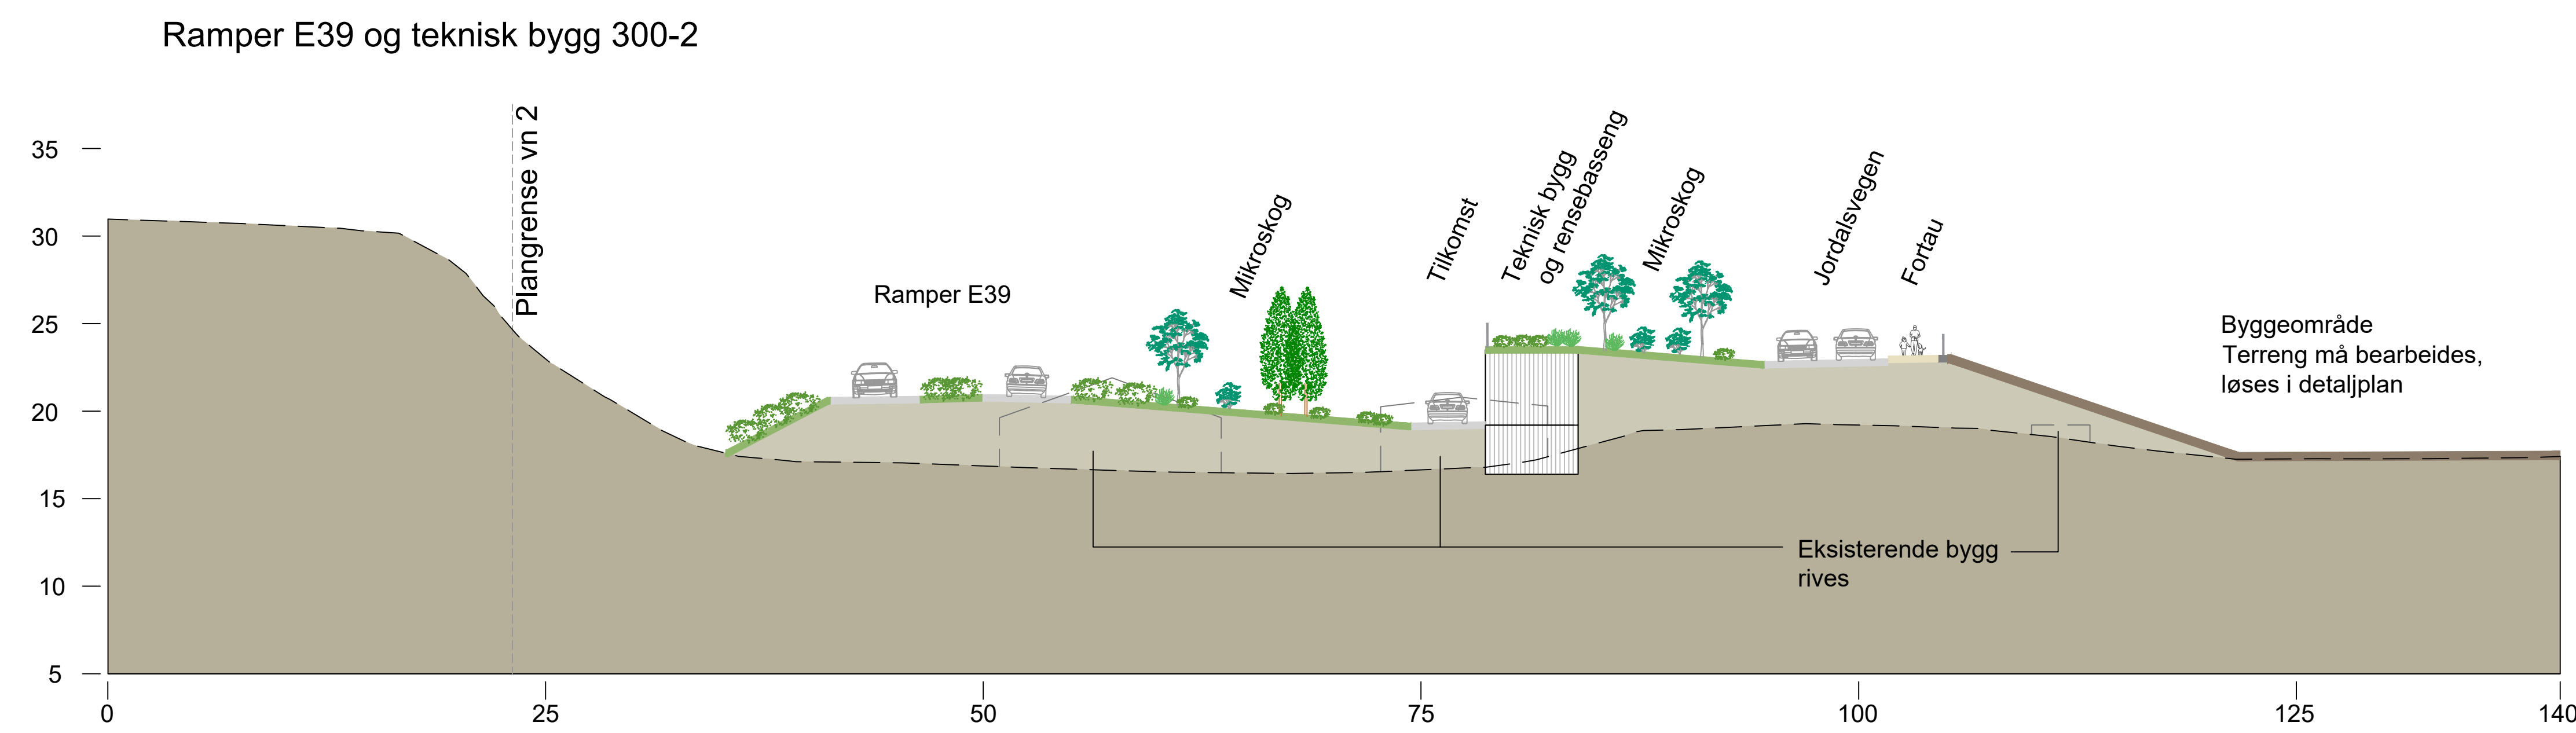 Ramper E39 og teknisk bygg 300-2
Plangrense vn 2
35
30
25
20
15
10
5
Ramper E39
Mikroskog
Tilkomst
Teknisk bygg
og rensebasseng
Mikroskog
Jordalsvegen
Fortau
Byggeområde
Terreng må bearbeides,
løses i detaljplan
Eksisterende bygg
rives
0
25
50
75
100
125
140